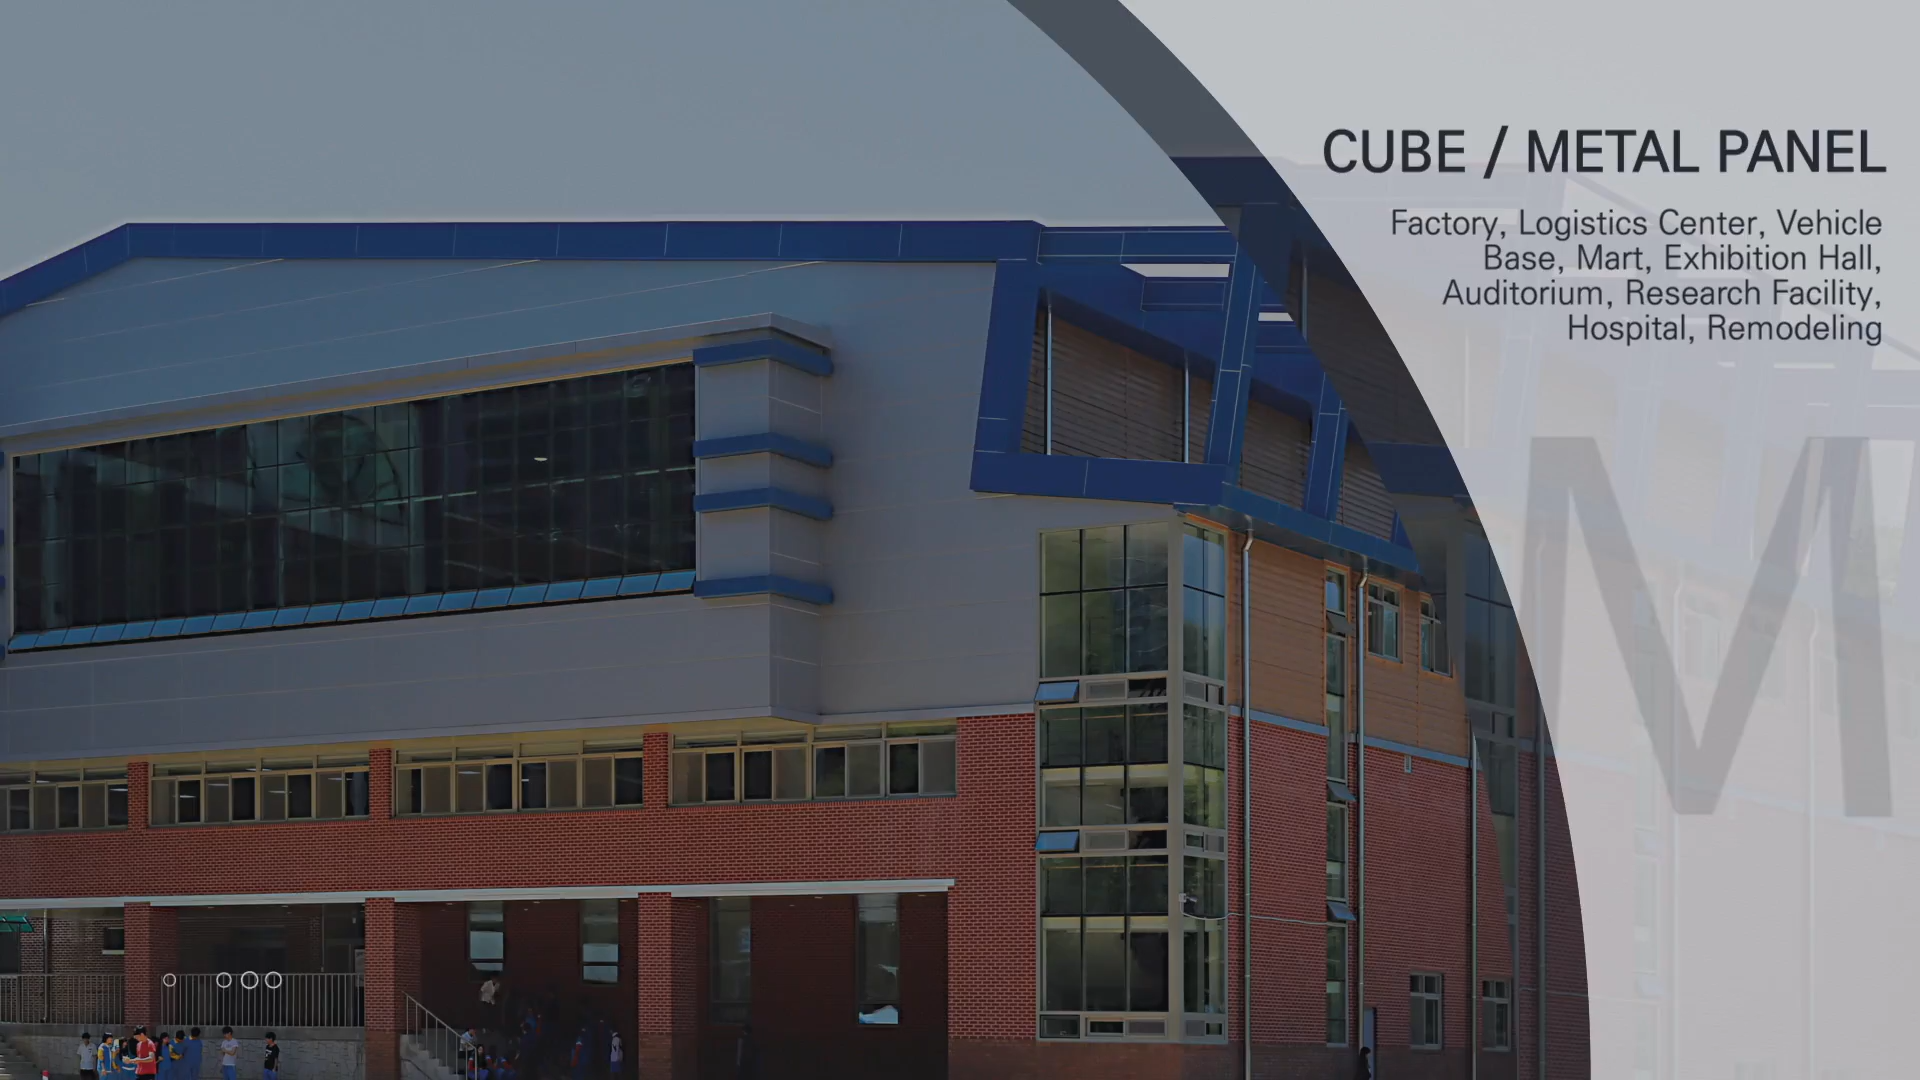 CUBE / METAL PANEL
Factory, Logistics Center, Vehicle
Base, Mart, Exhibition Hall,
Auditorium, Research Facility,
Hospital, Remodeling
M